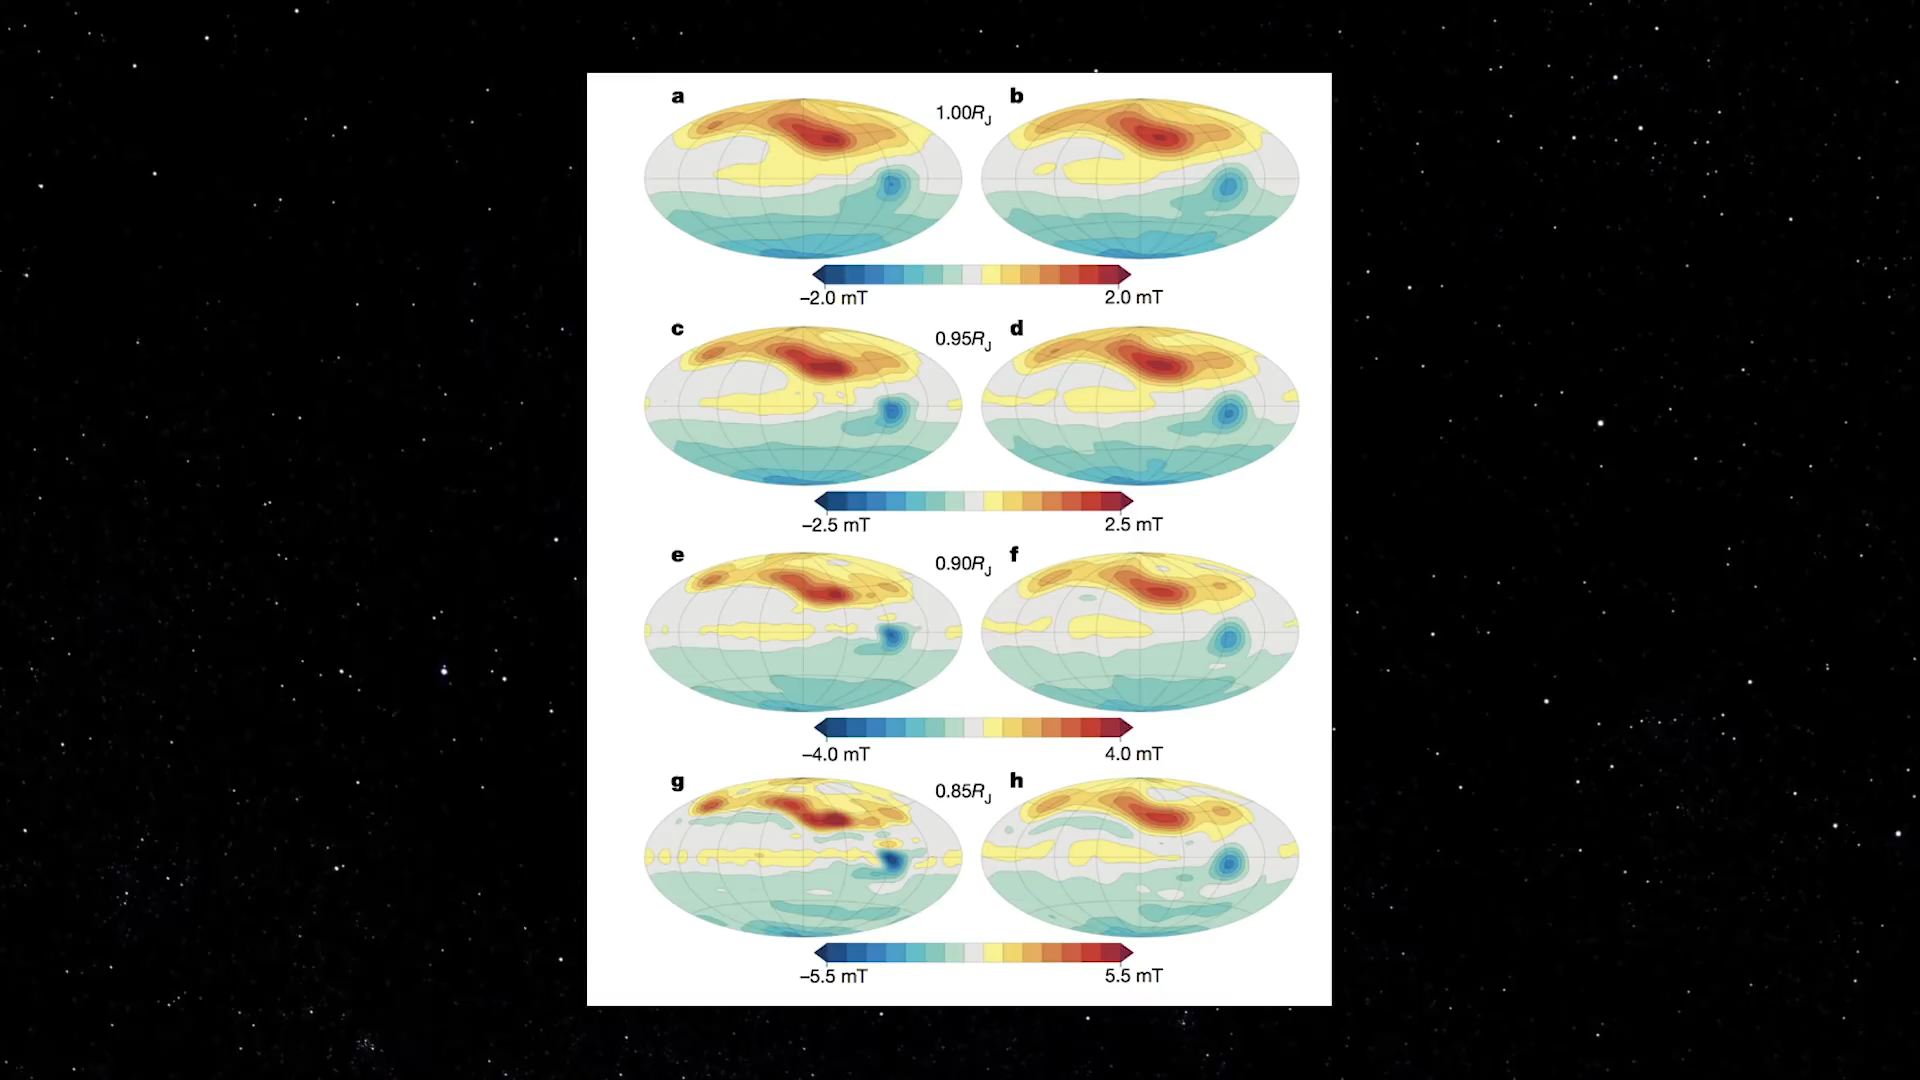 a 1.00RJ b
–2.0 mT 2.0 mT
c 0.95RJ d
–2.5 mT 2.5 mT
e 0.90RJ f
–4.0 mT 4.0 mT
g 0.85RJ h
–5.5 mT 5.5 mT